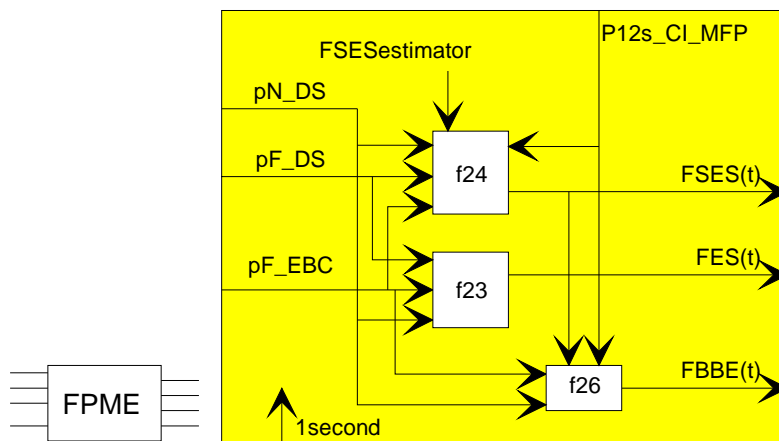 P12s_CI_MFP
FSESestimator
pN_DS
pF_DS
f24
FSES(t)
pF_EBC
f23
FES(t)
f26
FBBE(t)
FPME
1second